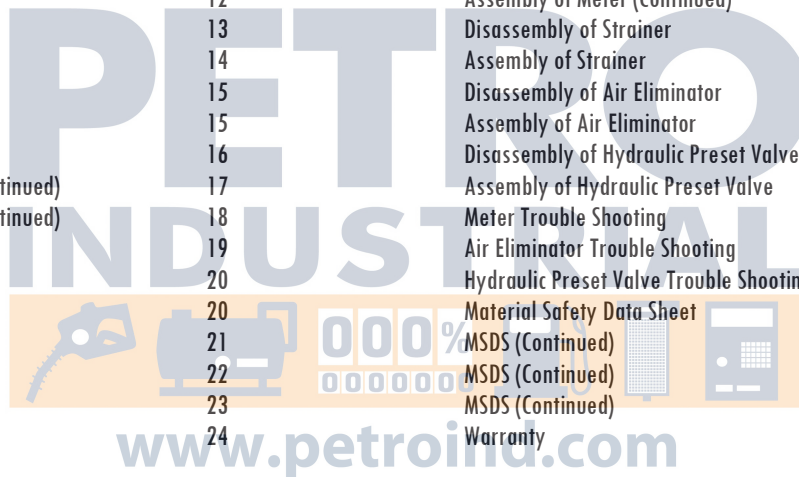 12 Assembly of Meter (Continued)
13 Disassembly of Strainer
14 Assembly of Strainer
15 Disassembly of Air Eliminator
15 Assembly of Air Eliminator
16 Disassembly of Hydraulic Preset Valve
tinued) 17 Assembly of Hydraulic Preset Valve
tinued) 18 Meter Trouble Shooting
19 Air Eliminator Trouble Shooting
20 Hydraulic Preset Valve Trouble Shootin
20 Material Safety Data Sheet
21 MSDS (Continued)
22 MSDS (Continued)
23 MSDS (Continued)
24 Warranty
PETRO
INDUSTRIAL
000%
0000000
www.petroind.com